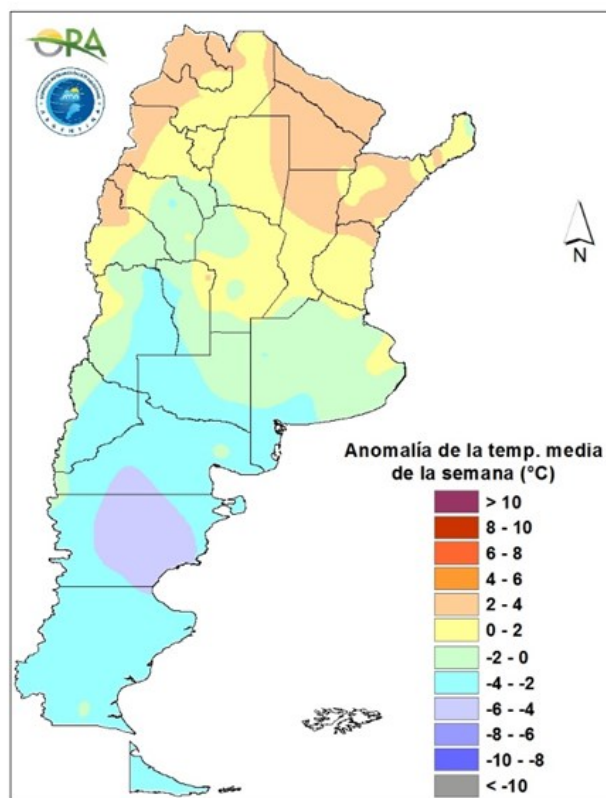 ORA
ARGENTINA
N
Anomalía de la temp. media
de la semana (°C)
> 10
8 - 10
6 - 8
4 - 6
2 - 4
0 - 2
-2 - 0
-4 - -2
-6 - -4
-8 - -6
-10 - -8
< -10